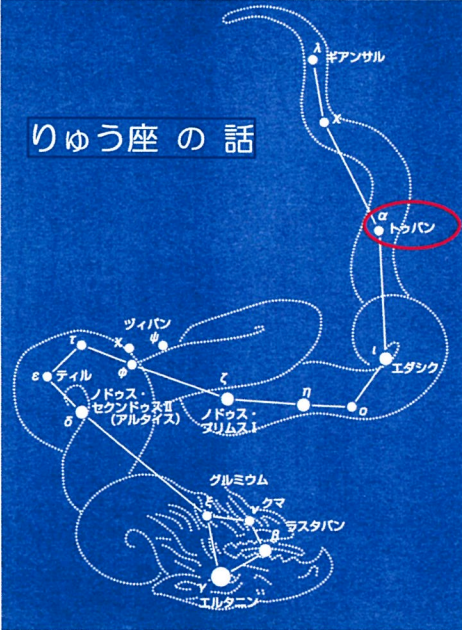 λ
ギアンサル
χ
りゅう座 の 話
α
トゥバン
ヅィバン
τ
χ
ψ
φ
ι
エダシク
ε
ティル
ζ
η
ο
δ
ノドゥス・
セクンドゥスⅡ
(アルタイス)
ノドゥス・
プリムスⅠ
グルミウム
ξ
ν
クマ
ラスタバン
β
γ
エルタニン